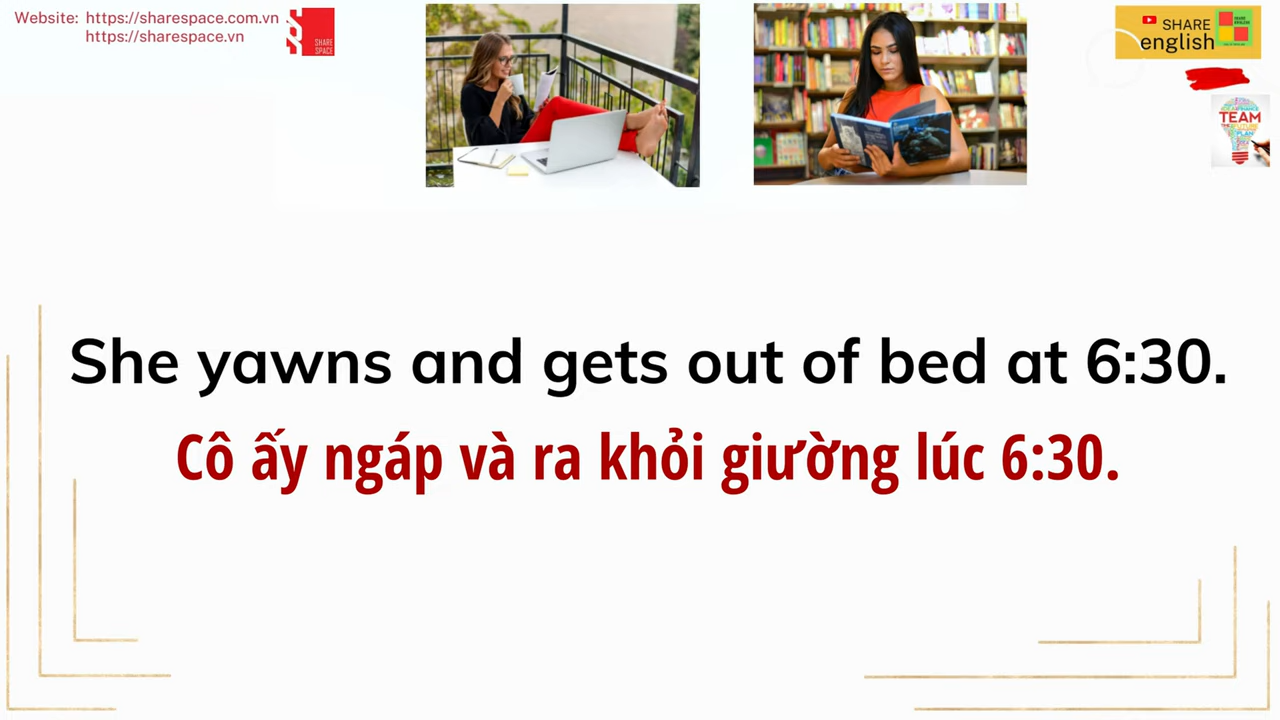 Website: https://sharespace.com.vn
https://sharespace.vn
SHARE
SPACE
SHARE
english
TEAM
PLAN
She yawns and gets out of bed at 6:30.
Cô ấy ngáp và ra khỏi giường lúc 6:30.